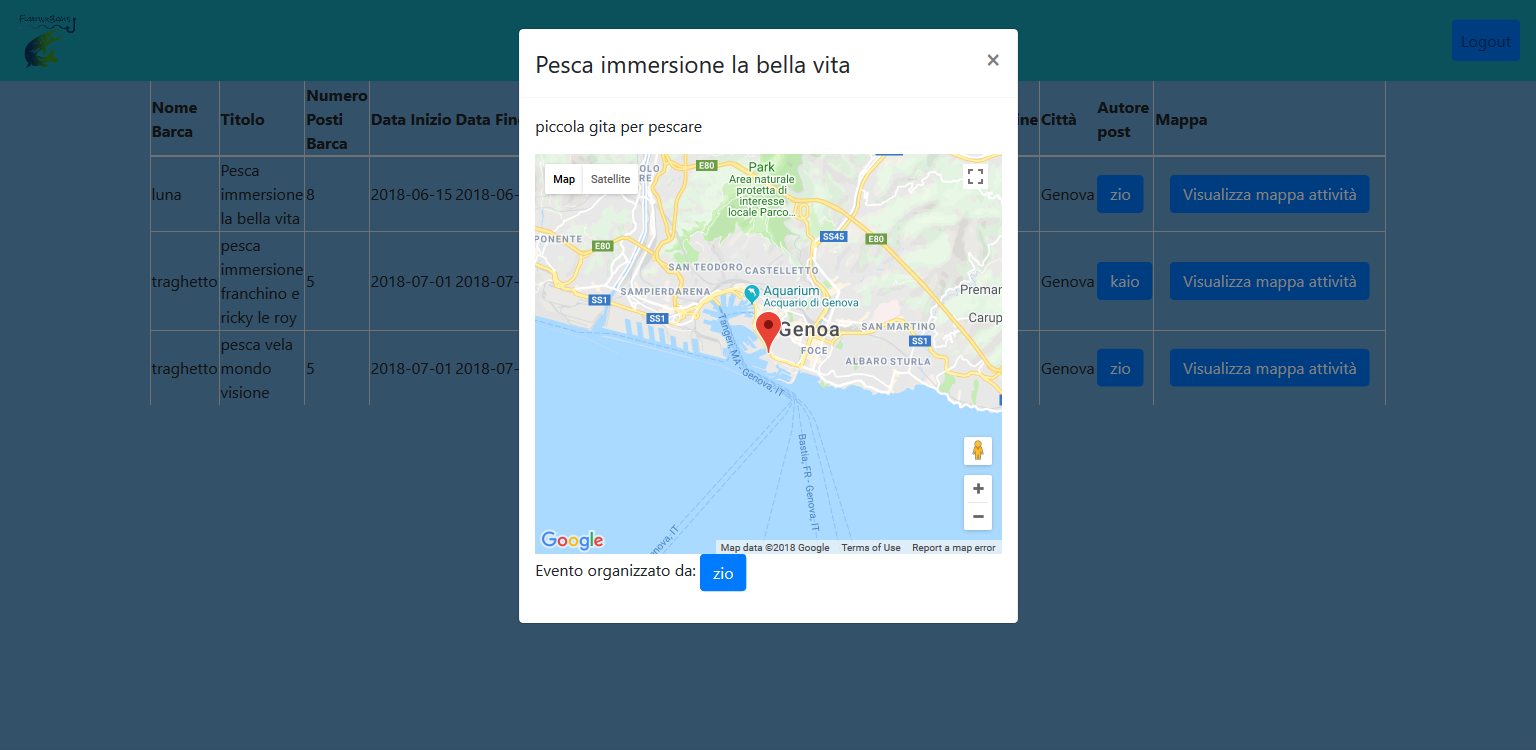 FishingBoats
Logout
Nome Barca
Titolo
Numero Posti Barca
Data Inizio
Data Fin
ine
Città
Autore post
Mappa
luna
Pesca immersione la bella vita
8
2018-06-15
2018-06-
Genova
zio
Visualizza mappa attività
traghetto
pesca immersione franchino e ricky le roy
5
2018-07-01
2018-07-
Genova
kaio
Visualizza mappa attività
traghetto
pesca vela mondo visione
5
2018-07-01
2018-07-
Genova
zio
Visualizza mappa attività
Pesca immersione la bella vita
×
piccola gita per pescare
Map
Satellite
OLO
RE
E80
Park
Area naturale
protetta di
interesse
locale Parco...
PONENTE
E80
SS45
E80
SAN TEODORO
CASTELLETTO
SAMPIERDARENA
Aquarium
Acquario di Genova
Preman
SS1
SS1
Genoa
SAN MARTINO
Carup
FOCE
SS1
ALBARO
STURLA
Tangeri, MA - Genova, IT
Bastia, FR - Genova, IT
enova, IT
+
−
Google
Map data ©2018 Google
Terms of Use
Report a map error
Evento organizzato da:
zio